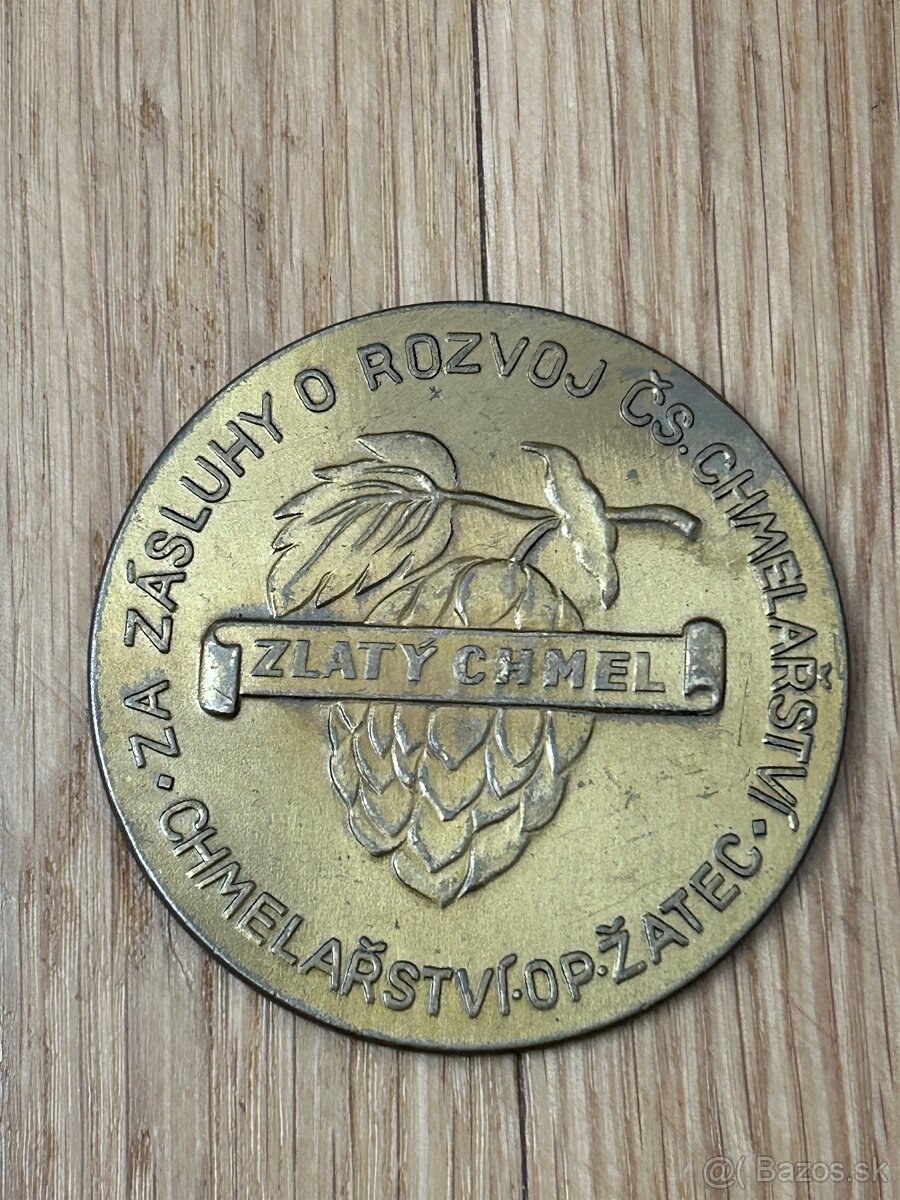 ·ZA ZÁSLUHY O ROZVOJ ČS. CHMELAŘSTVÍ·
ZLATÝ CHMEL
CHMELAŘSTVÍ·OP·ŽATEC
@( Bazos.sk